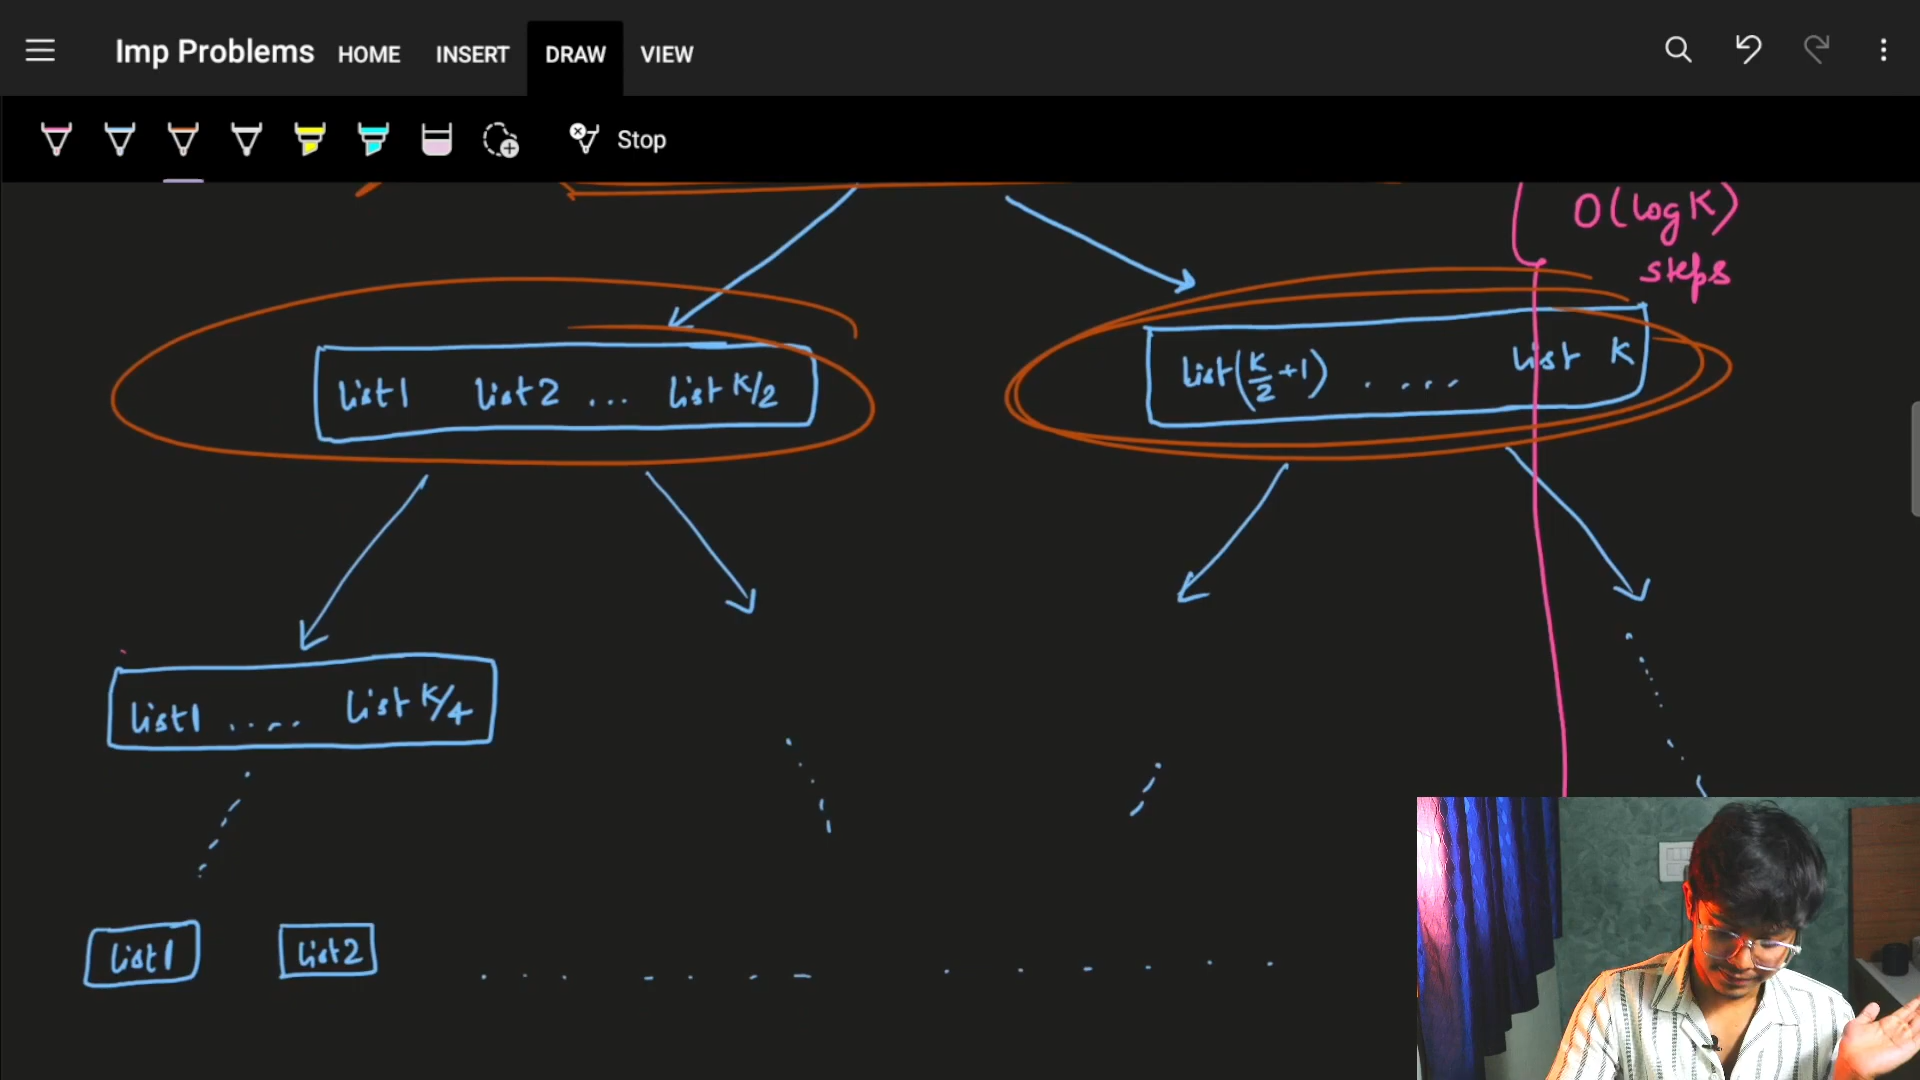 Imp Problems HOME INSERT DRAW VIEW
Stop
O(log K)
steps
list1 list2 ... list K/2
list(K/2+1) . . . . list K
list1 .... list K/4
list1 list2